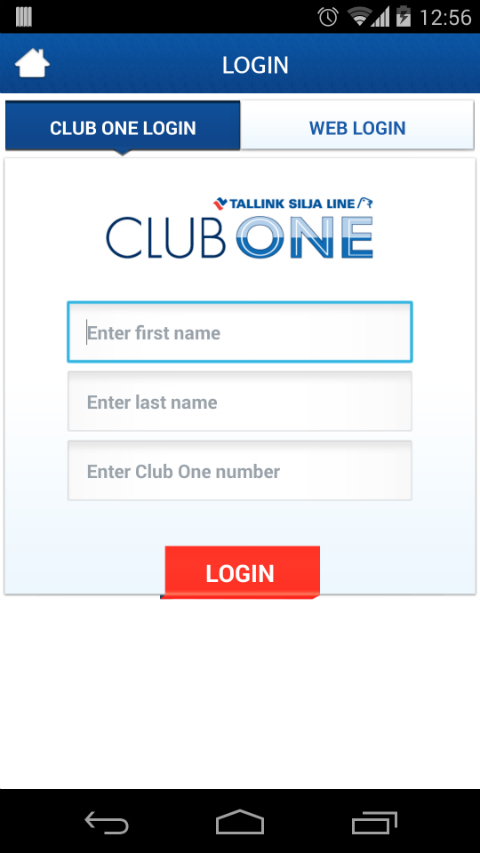 12:56
LOGIN
CLUB ONE LOGIN
WEB LOGIN
TALLINK SILJA LINE
CLUB ONE
Enter first name
Enter last name
Enter Club One number
LOGIN